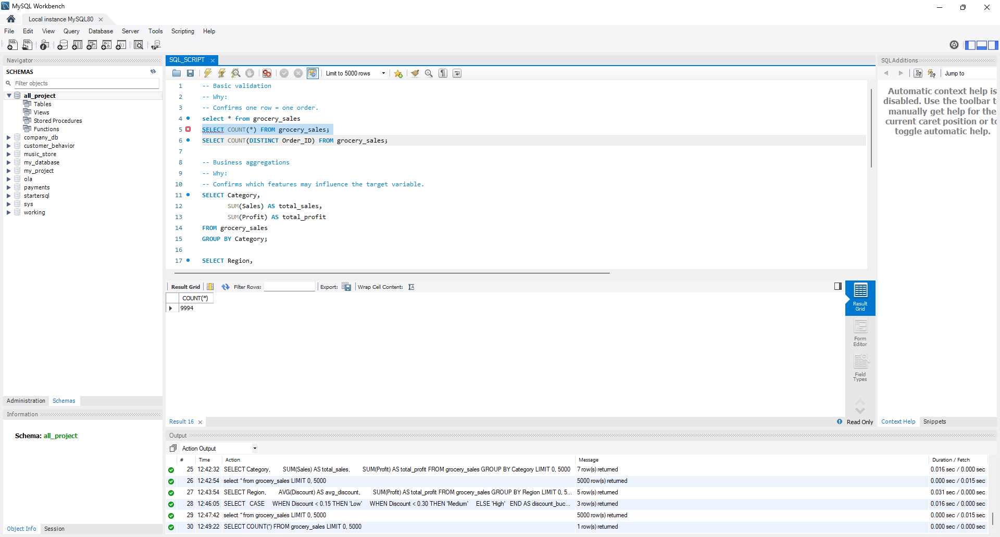 MySQL Workbench
Local instance MySQL80
File Edit View Query Database Server Tools Scripting Help
Navigator
SCHEMAS
Filter objects
all_project
Tables
Views
Stored Procedures
Functions
company_db
customer_behavior
music_store
my_database
my_project
ola
payments
startersql
sys
working
Administration Schemas
Information
Schema: all_project
Object Info Session
SQL_SCRIPT
Limit to 5000 rows
1 -- Basic validation
2 -- Why:
3 -- Confirms one row = one order.
4 select * from grocery_sales
5 SELECT COUNT(*) FROM grocery_sales;
6 SELECT COUNT(DISTINCT Order_ID) FROM grocery_sales;
7
8 -- Business aggregations
9 -- Why:
10 -- Confirms which features may influence the target variable.
11 SELECT Category,
12 SUM(Sales) AS total_sales,
13 SUM(Profit) AS total_profit
14 FROM grocery_sales
15 GROUP BY Category;
16
17 SELECT Region,
Result Grid Filter Rows: Export: Wrap Cell Content:
COUNT(*)
9994
Result Grid
Form Editor
Field Types
Result 16
Read Only
SQLAdditions
Jump to
Automatic context help is
disabled. Use the toolbar t
manually get help for the
current caret position or to
toggle automatic help.
Context Help Snippets
Output
Action Output
# Time Action Message Duration / Fetch
25 12:42:32 SELECT Category, SUM(Sales) AS total_sales, SUM(Profit) AS total_profit FROM grocery_sales GROUP BY Category LIMIT 0, 5000 7 row(s) returned 0.016 sec / 0.000 sec
26 12:42:54 select * from grocery_sales LIMIT 0, 5000 5000 row(s) returned 0.000 sec / 0.015 sec
27 12:43:54 SELECT Region, AVG(Discount) AS avg_discount, SUM(Profit) AS total_profit FROM grocery_sales GROUP BY Region LIMIT 0, 5... 5 row(s) returned 0.031 sec / 0.000 sec
28 12:46:05 SELECT CASE WHEN Discount < 0.15 THEN 'Low' WHEN Discount < 0.30 THEN 'Medium' ELSE 'High' END AS discount_buc... 3 row(s) returned 0.016 sec / 0.000 sec
29 12:47:42 select * from grocery_sales LIMIT 0, 5000 5000 row(s) returned 0.000 sec / 0.015 sec
30 12:49:22 SELECT COUNT(*) FROM grocery_sales LIMIT 0, 5000 1 row(s) returned 0.000 sec / 0.000 sec